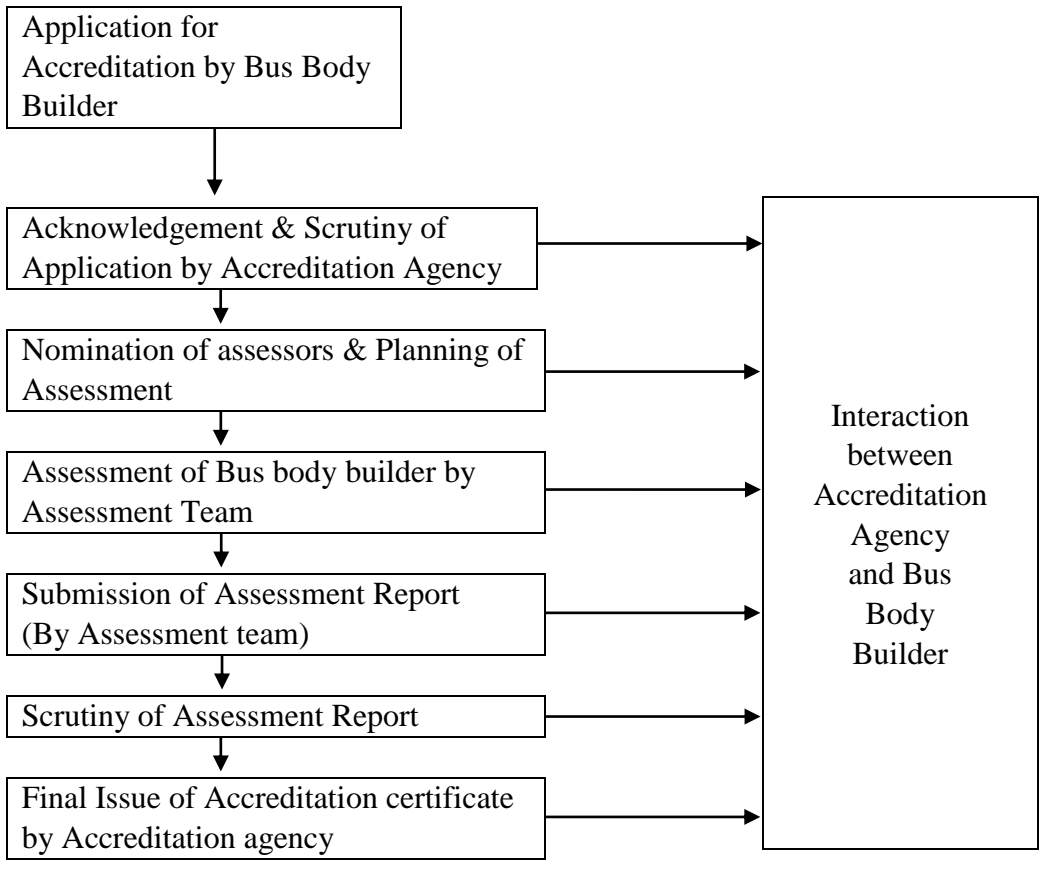 Application for
Accreditation by Bus Body
Builder
Acknowledgement & Scrutiny of
Application by Accreditation Agency
Nomination of assessors & Planning of
Assessment
Assessment of Bus body builder by
Assessment Team
Submission of Assessment Report
(By Assessment team)
Scrutiny of Assessment Report
Final Issue of Accreditation certificate
by Accreditation agency
Interaction
between
Accreditation
Agency
and Bus
Body
Builder